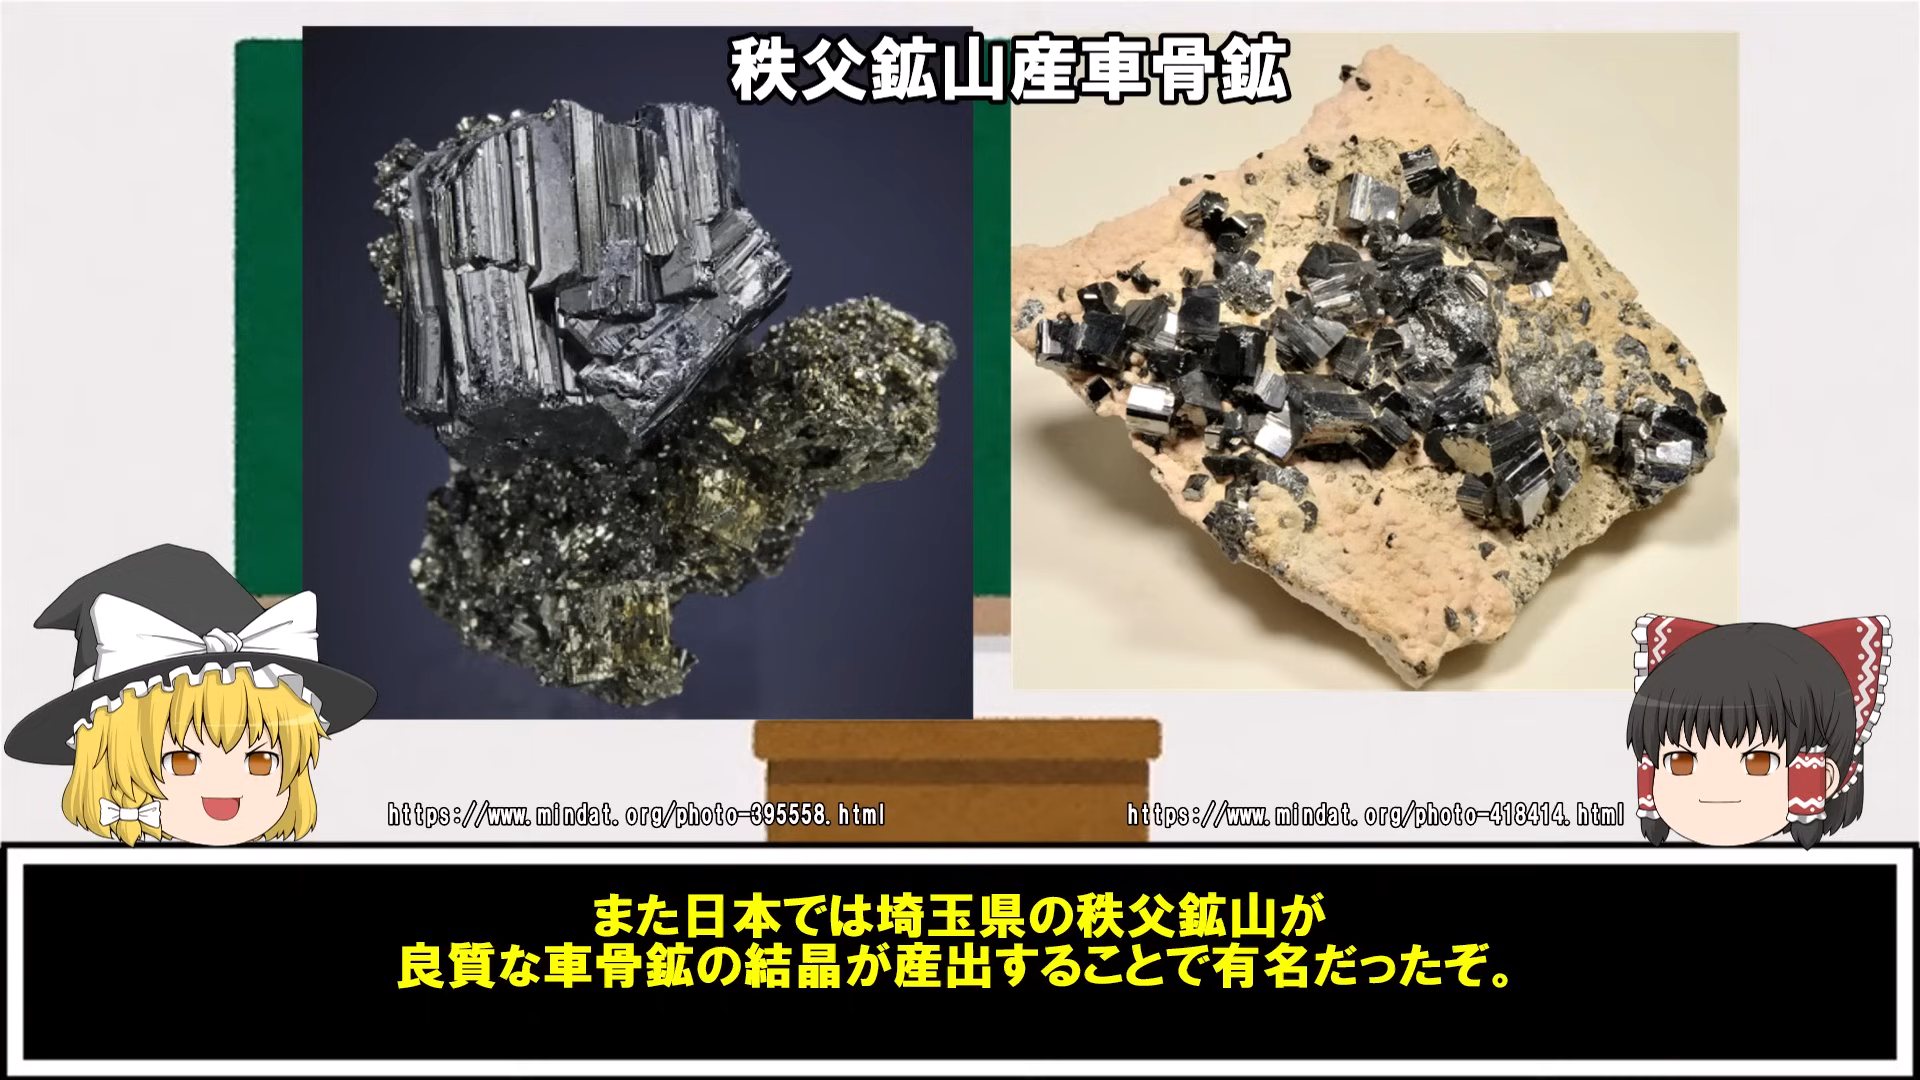 秩父鉱山産車骨鉱
https://www.mindat.org/photo-395558.html
https://www.mindat.org/photo-418414.html
また日本では埼玉県の秩父鉱山が
良質な車骨鉱の結晶が産出することで有名だったぞ。